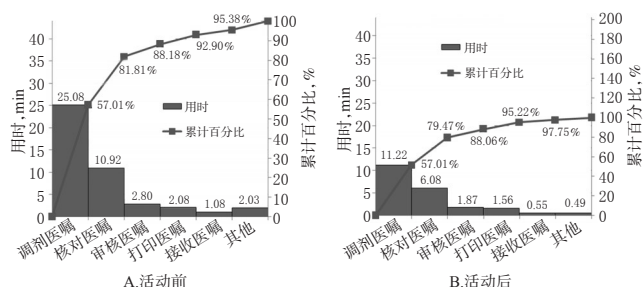 95.38%
92.90%
88.18%
81.81%
57.01%
25.08
10.92
2.80
2.08
1.08
2.03
用时
累计百分比
用时,min
40
35
30
25
20
15
10
5
0
累计百分比,%
100
90
80
70
60
50
40
30
20
10
0
调剂医嘱
核对医嘱
审核医嘱
打印医嘱
接收医嘱
其他
A.活动前
用时
累计百分比
95.22%
79.47%
88.06%
97.75%
57.01%
11.22
6.08
1.87
1.56
0.55
0.49
用时,min
40
35
30
25
20
15
10
5
0
累计百分比,%
200
180
160
140
120
100
80
60
40
20
0
调剂医嘱
核对医嘱
审核医嘱
打印医嘱
接收医嘱
其他
B.活动后